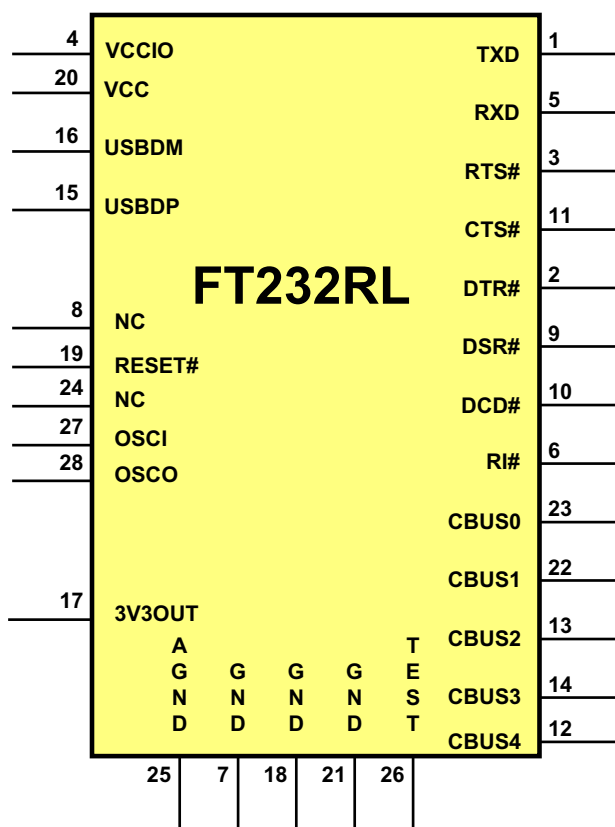 4 VCCIO TXD 1
20 VCC
RXD 5
16 USBDM
RTS# 3
15 USBDP
CTS# 11
FT232RL
DTR# 2
8 NC
DSR# 9
19 RESET#
24 NC
DCD# 10
27 OSCI
28 OSCO
RI# 6
CBUS0 23
CBUS1 22
17 3V3OUT
CBUS2 13
AGND GND GND GND TEST
CBUS3 14
CBUS4 12
25 7 18 21 26